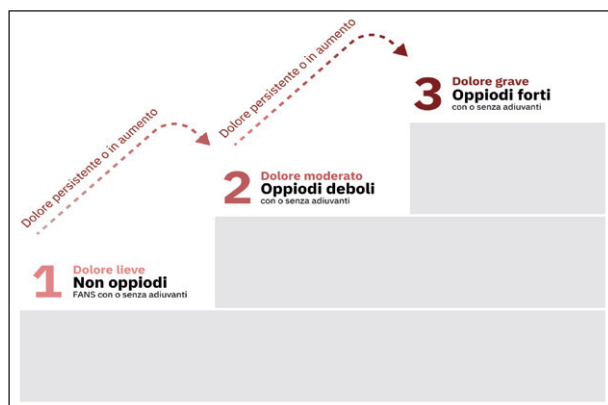 Dolore persistente o in aumento
Dolore persistente o in aumento
3
Dolore grave
Oppiodi forti
con o senza adiuvanti
2
Dolore moderato
Oppiodi deboli
con o senza adiuvanti
1
Dolore lieve
Non oppiodi
FANS con o senza adiuvanti